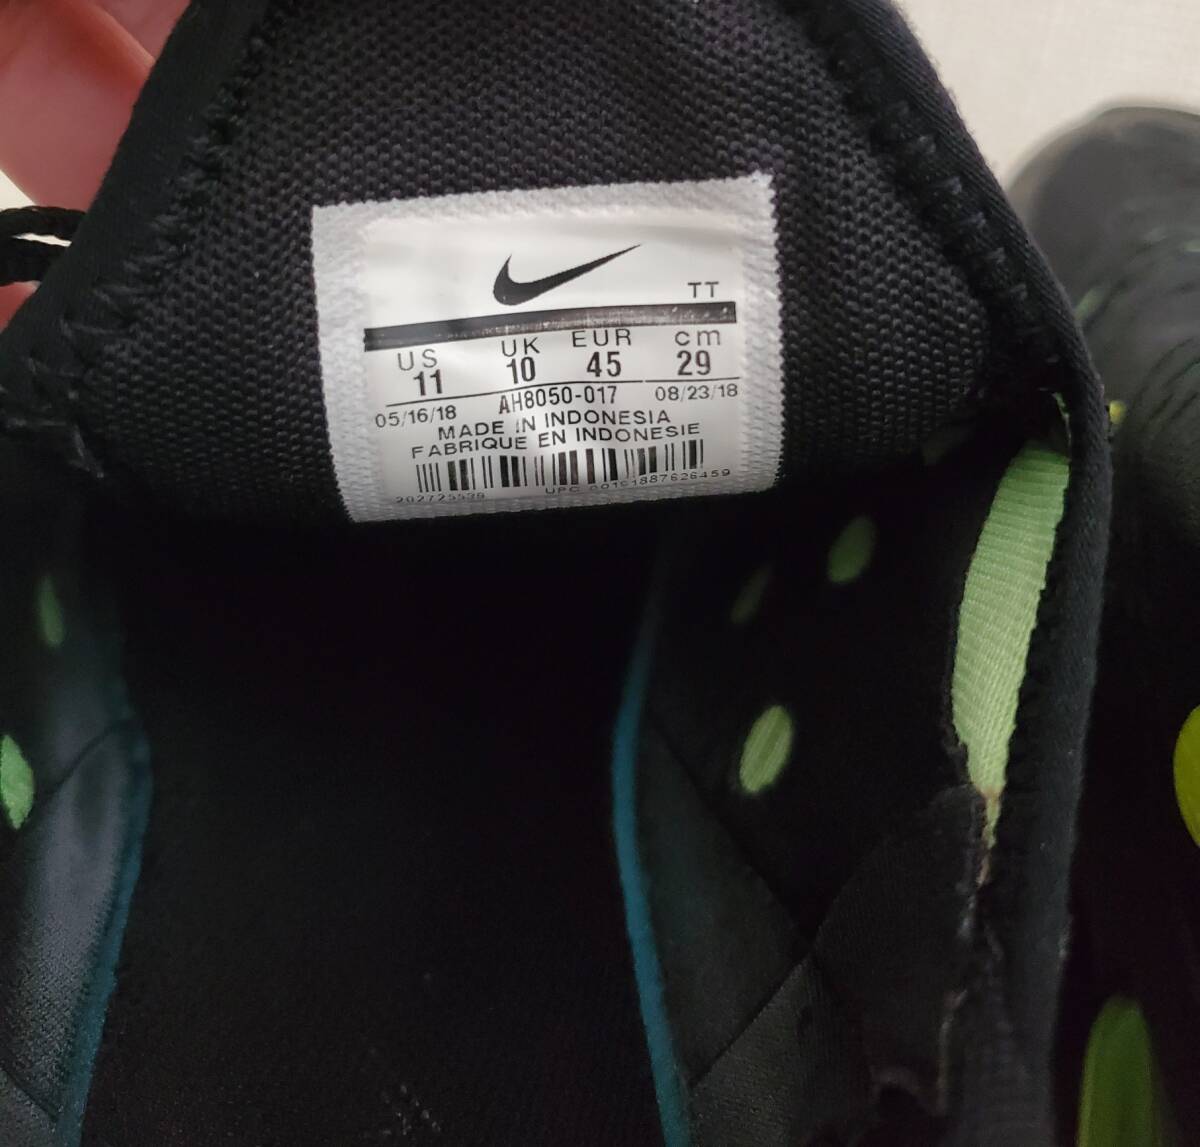 TT
US UK EUR cm
11 10 45 29
05/16/18 AH8050-017 08/23/18
MADE IN INDONESIA
FABRIQUE EN INDONESIE
UPC